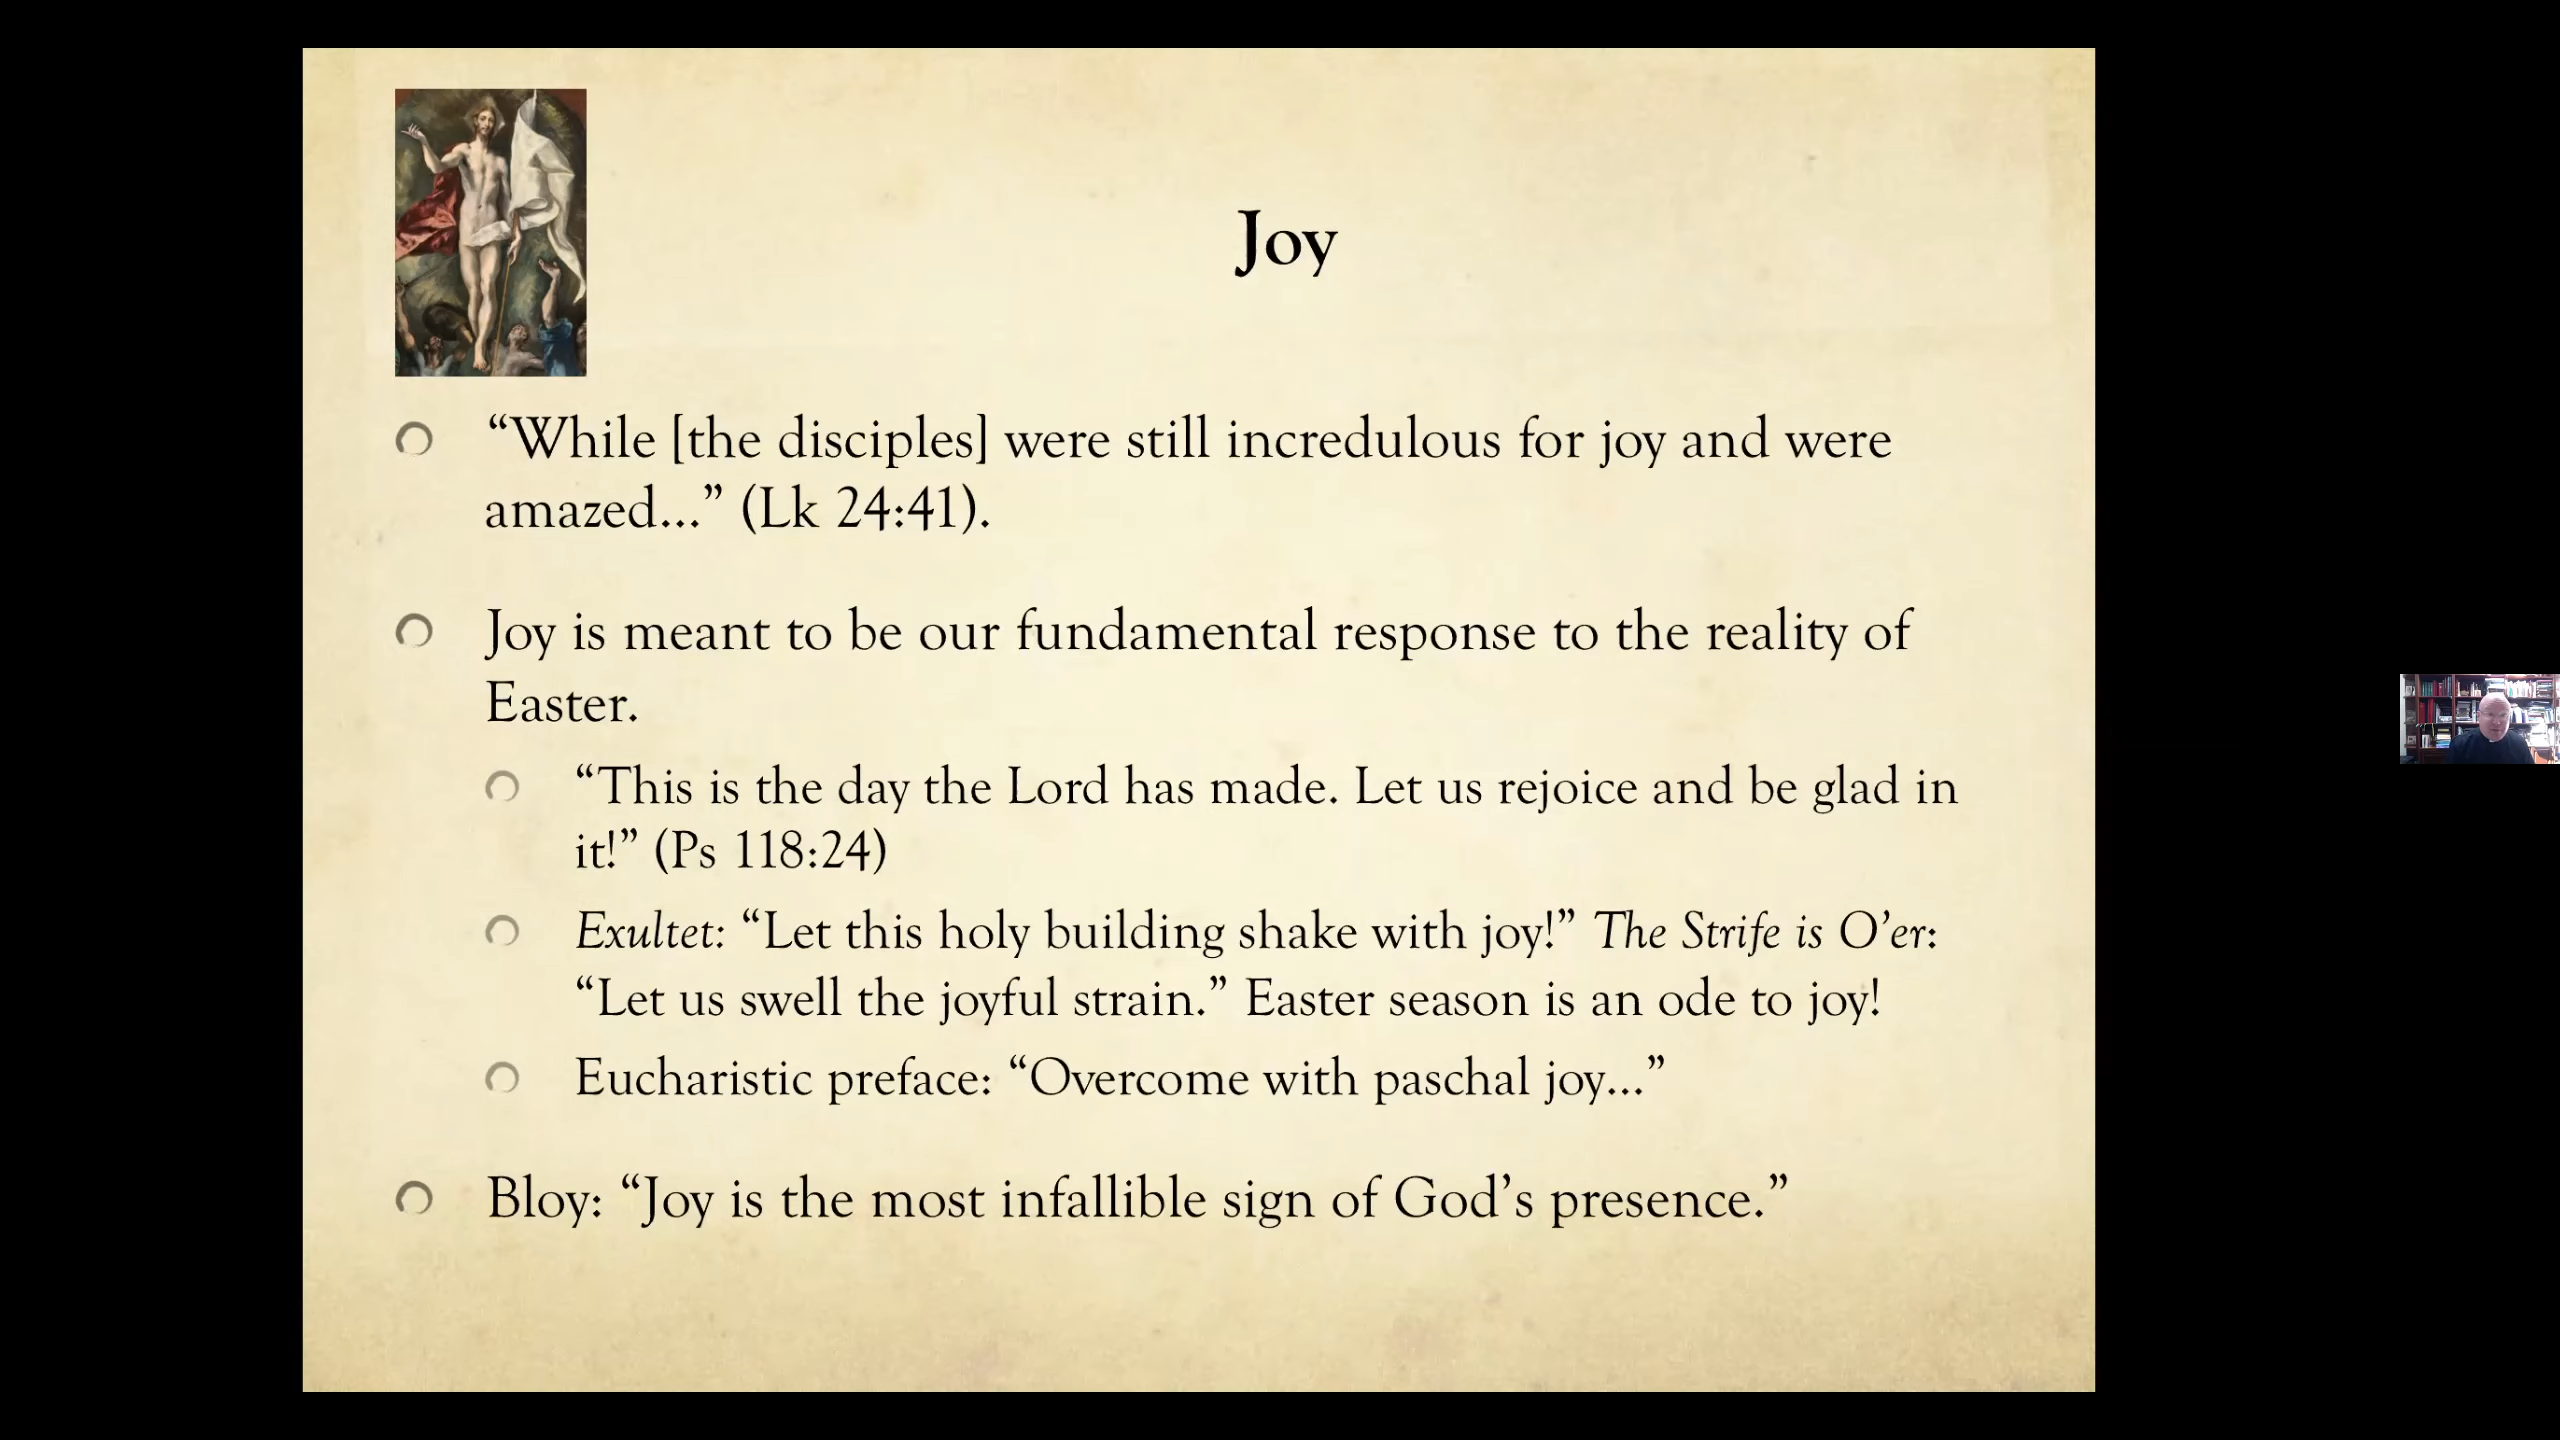 Joy
“While [the disciples] were still incredulous for joy and were
amazed…” (Lk 24:41).
Joy is meant to be our fundamental response to the reality of
Easter.
“This is the day the Lord has made. Let us rejoice and be glad in
it!” (Ps 118:24)
Exultet: “Let this holy building shake with joy!” The Strife is O’er:
“Let us swell the joyful strain.” Easter season is an ode to joy!
Eucharistic preface: “Overcome with paschal joy…”
Bloy: “Joy is the most infallible sign of God’s presence.”